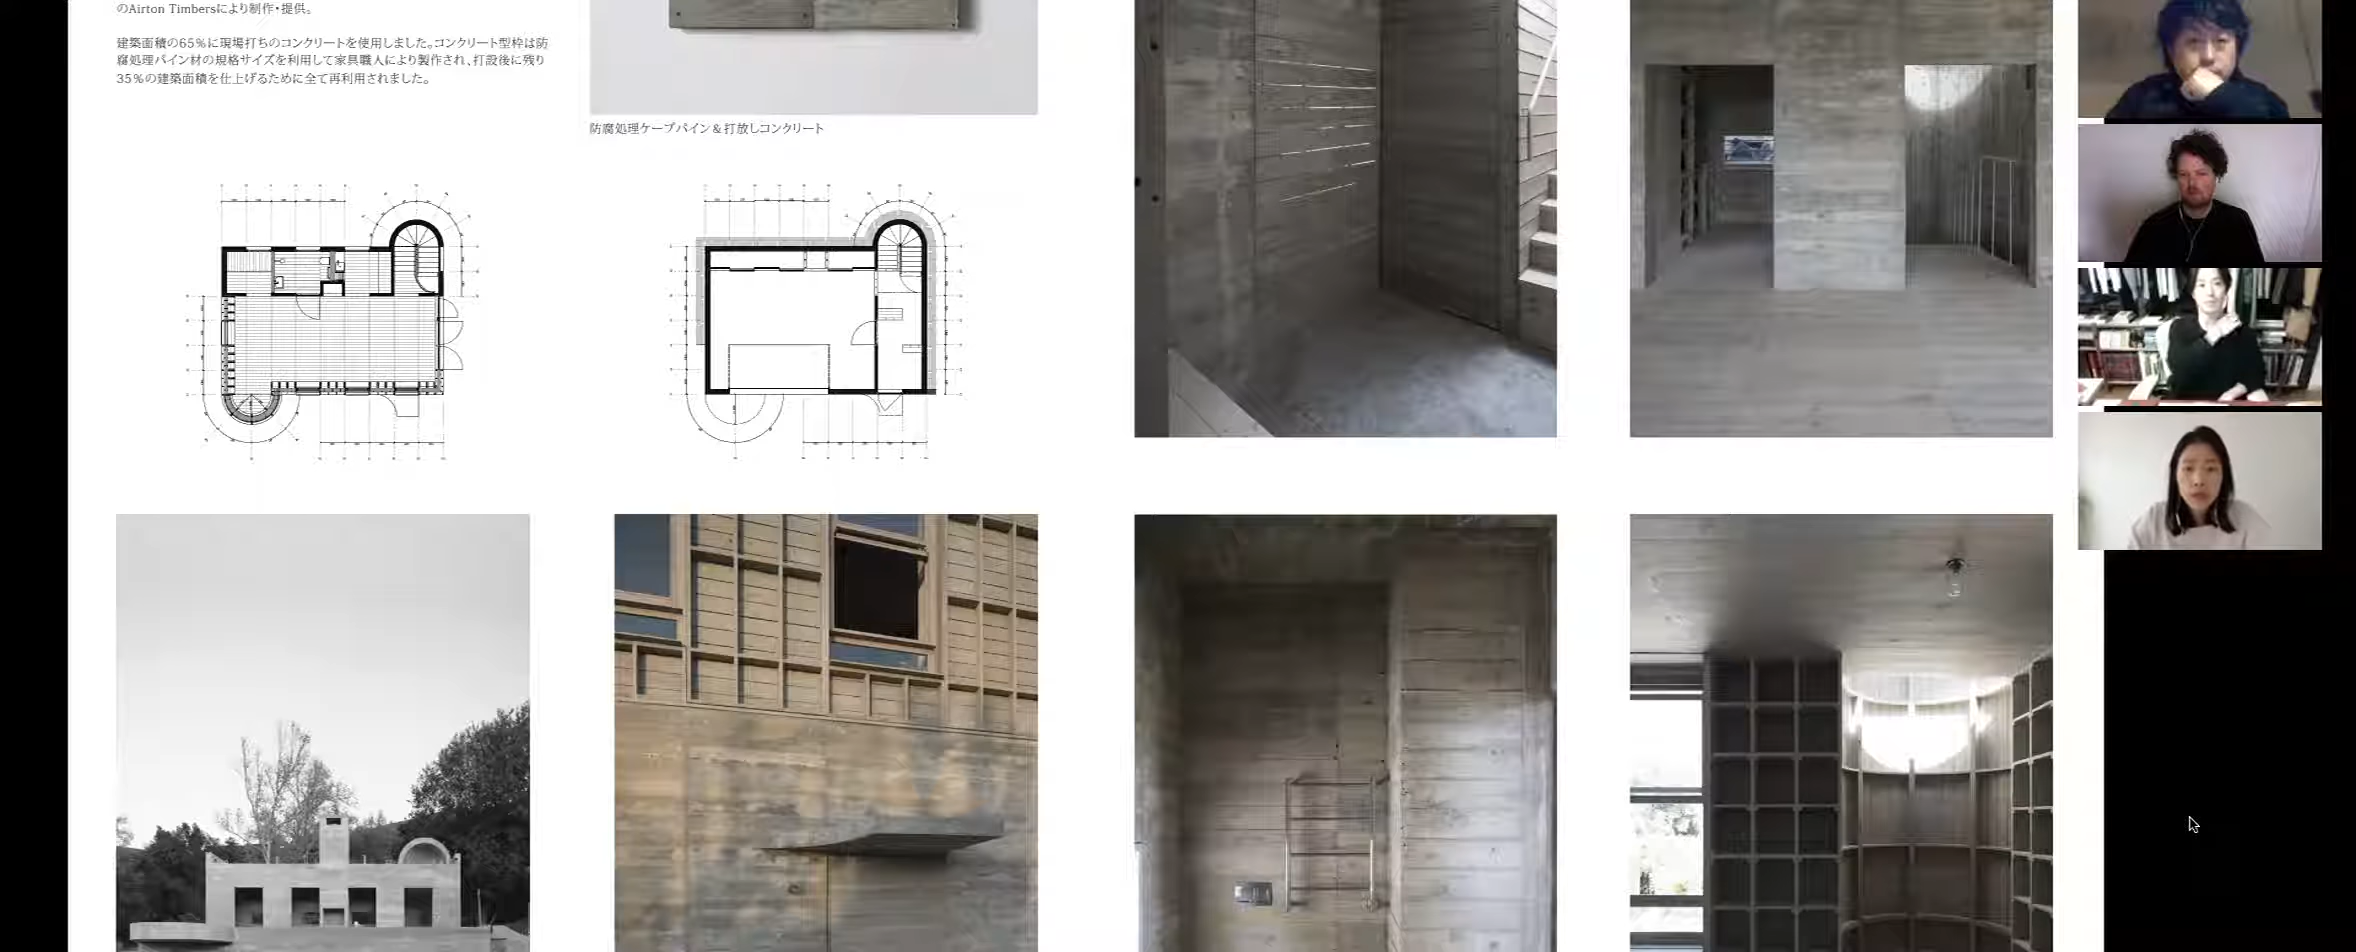 のAirton Timbersにより制作・提供。
建築面積の65％に現場打ちのコンクリートを使用しました。コンクリート型枠は防
腐処理パイン材の規格サイズを利用して家具職人により製作され、打設後に残り
35％の建築面積を仕上げるために全て再利用されました。
防腐処理ケープパイン＆打放しコンクリート